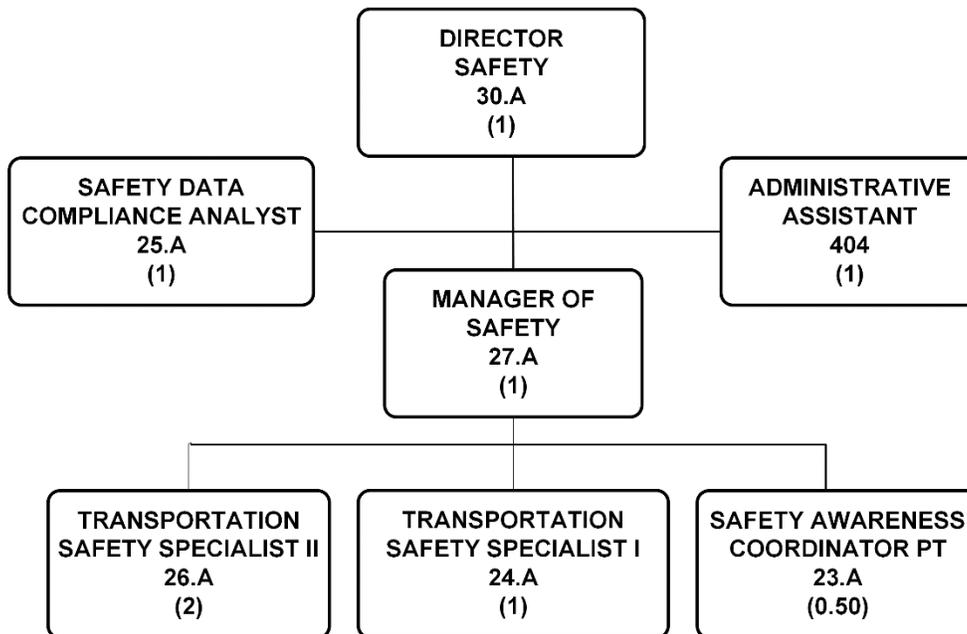 DIRECTOR
SAFETY
30.A
(1)
SAFETY DATA
COMPLIANCE ANALYST
25.A
(1)
ADMINISTRATIVE
ASSISTANT
404
(1)
MANAGER OF
SAFETY
27.A
(1)
TRANSPORTATION
SAFETY SPECIALIST II
26.A
(2)
TRANSPORTATION
SAFETY SPECIALIST I
24.A
(1)
SAFETY AWARENESS
COORDINATOR PT
23.A
(0.50)